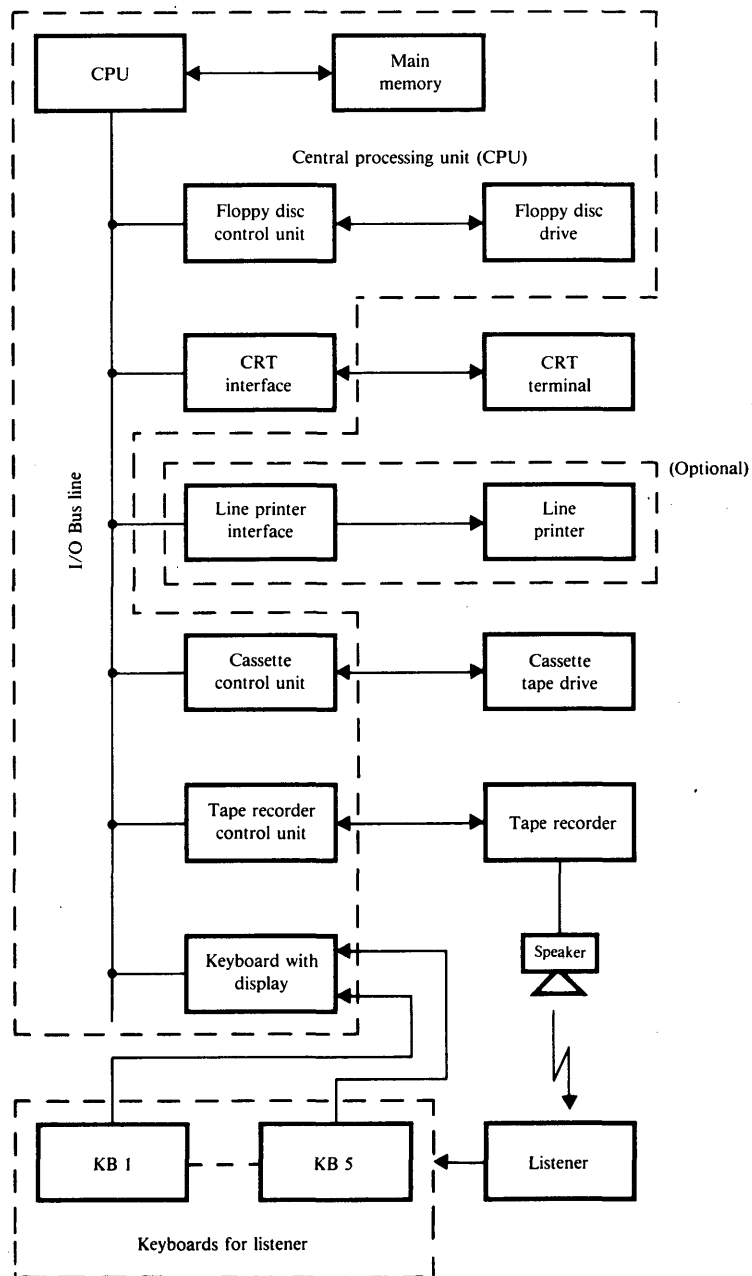 CPU
Main
memory
Central processing unit (CPU)
Floppy disc
control unit
Floppy disc
drive
CRT
interface
CRT
terminal
(Optional)
I/O Bus line
Line printer
interface
Line
printer
Cassette
control unit
Cassette
tape drive
Tape recorder
control unit
Tape recorder
Speaker
Keyboard with
display
KB 1
KB 5
Listener
Keyboards for listener